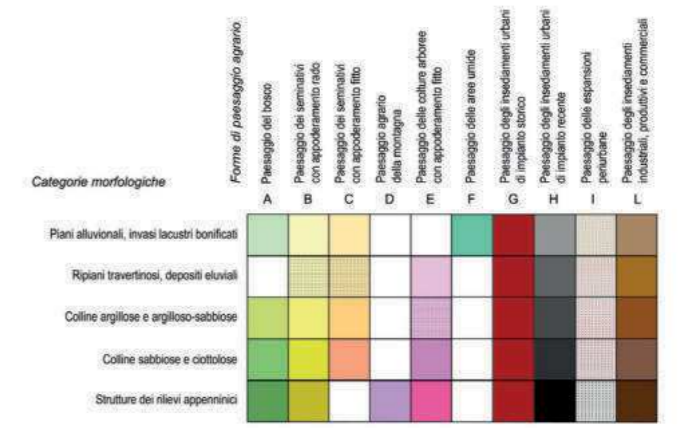 Forme di paesaggio agrario
Paesaggio del bosco
Paesaggio dei seminativi
con appoderamento rado
Paesaggio dei seminativi
con appoderamento fitto
Paesaggio agrario
della montagna
Paesaggio delle colture arboree
con appoderamento fitto
Paesaggio delle aree umide
Paesaggio degli insediamenti urbani
di impianto storico
Paesaggio degli insediamenti urbani
di impianto recente
Paesaggio delle espansioni
periurbane
Paesaggio degli insediamenti
industriali, produttivi e commerciali
Categorie morfologiche
A B C D E F G H I L
Piani alluvionali, invasi lacustri bonificati
Ripiani travertinosi, depositi eluviali
Colline argillose e argilloso-sabbiose
Colline sabbiose e ciottolose
Strutture dei rilievi appenninici